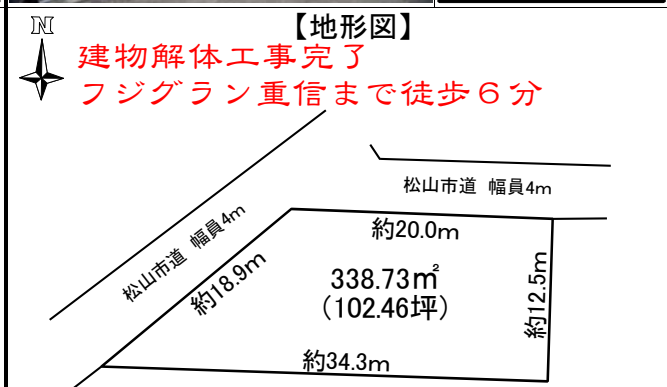 N
【地形図】
建物解体工事完了
フジグラン重信まで徒歩6分
松山市道 幅員4m
松山市道 幅員4m
約20.0m
約18.9m
338.73㎡
(102.46坪)
約12.5m
約34.3m